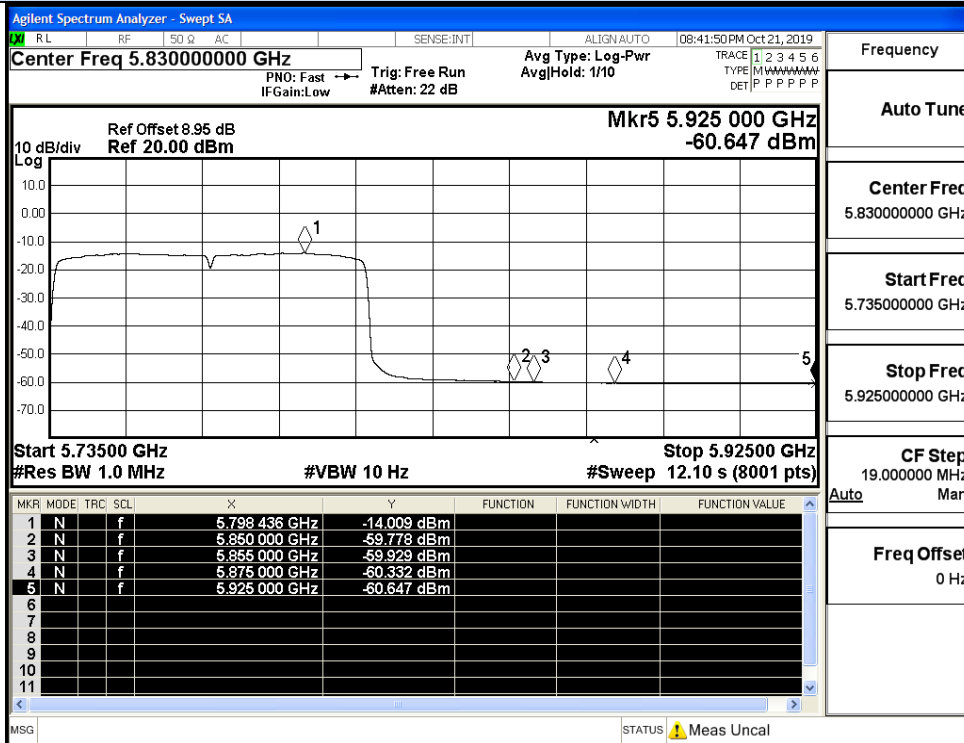 Agilent Spectrum Analyzer - Swept SA
LXI RL RF 50 Ω AC SENSE:INT ALIGN AUTO 08:41:50 PM Oct 21, 2019
Center Freq 5.830000000 GHz
PNO: Fast
IFGain:Low
Trig: Free Run
#Atten: 22 dB
Avg Type: Log-Pwr
Avg|Hold: 1/10
TRACE 1 2 3 4 5 6
TYPE M W W W W W
DET P P P P P P
Mkr5 5.925 000 GHz
-60.647 dBm
Ref Offset 8.95 dB
10 dB/div Ref 20.00 dBm
Log
10.0
0.00
-10.0
-20.0
-30.0
-40.0
-50.0
-60.0
-70.0
1
2 3 4 5
Start 5.73500 GHz Stop 5.92500 GHz
#Res BW 1.0 MHz #VBW 10 Hz #Sweep 12.10 s (8001 pts)
MKR MODE TRC SCL X Y FUNCTION FUNCTION WIDTH FUNCTION VALUE
1 N f 5.798 436 GHz -14.009 dBm
2 N f 5.850 000 GHz -59.778 dBm
3 N f 5.855 000 GHz -59.929 dBm
4 N f 5.875 000 GHz -60.332 dBm
5 N f 5.925 000 GHz -60.647 dBm
6
7
8
9
10
11
MSG STATUS Meas Uncal
Frequency
Auto Tune
Center Freq
5.830000000 GHz
Start Freq
5.735000000 GHz
Stop Freq
5.925000000 GHz
CF Step
19.000000 MHz
Auto Man
Freq Offset
0 Hz